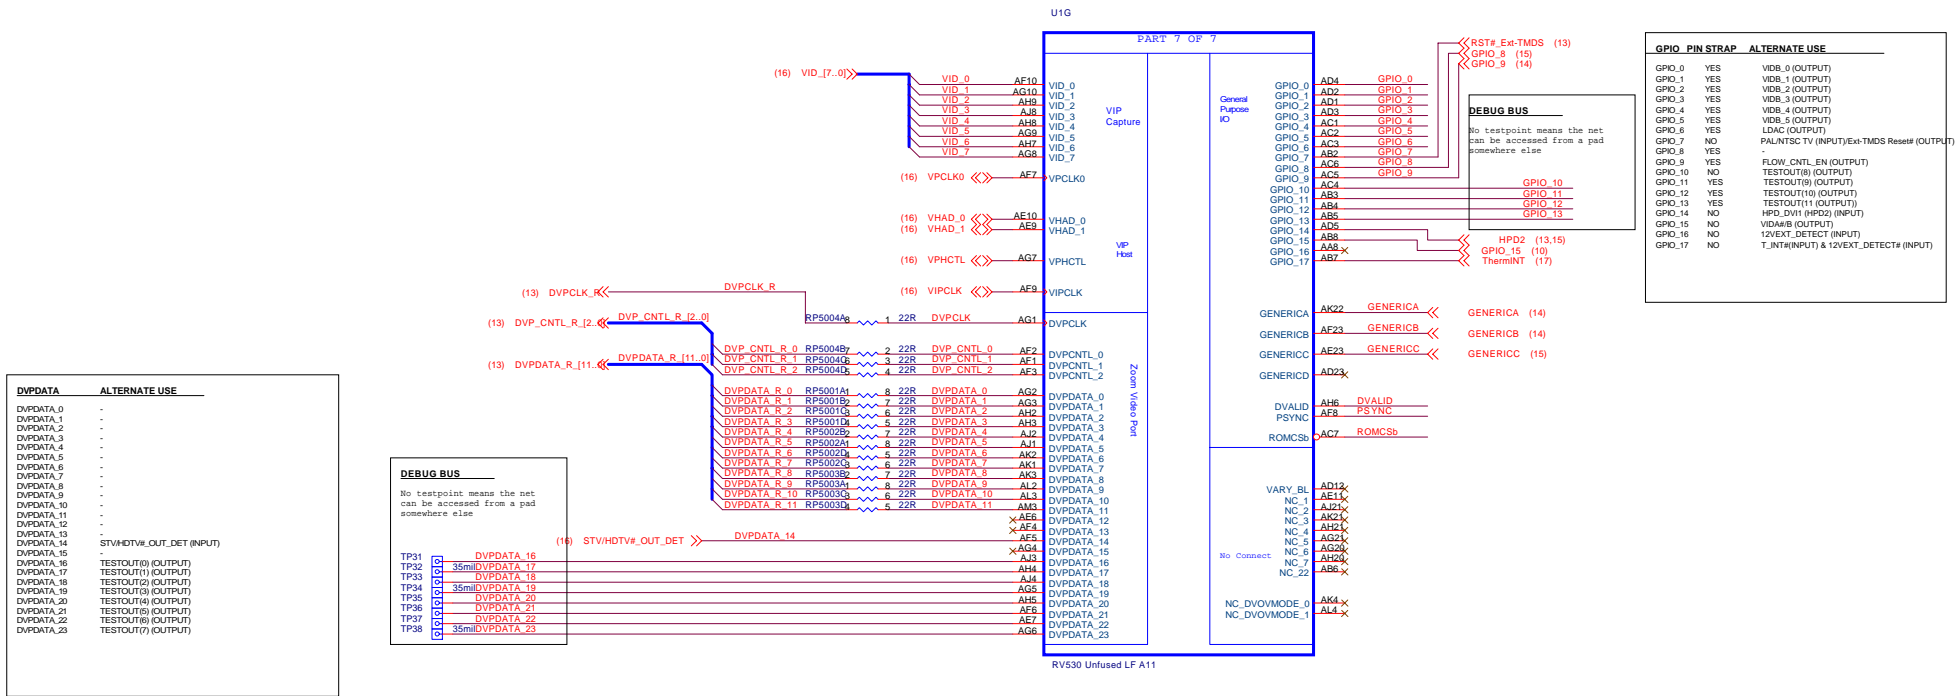 U1G
PART 7 OF 7
RV530 Unfused LF A11
VIP Capture
VIP Host
Zoom Video Port
General Purpose I/O
No Connect
(16) VID_[7..0]
VID_0 AF10 VID_0
VID_1 AG10 VID_1
VID_2 AH9 VID_2
VID_3 AJ8 VID_3
VID_4 AH8 VID_4
VID_5 AG9 VID_5
VID_6 AH7 VID_6
VID_7 AG8 VID_7
(16) VPCLK0 AF7 VPCLK0
(16) VHAD_0 AE10 VHAD_0
(16) VHAD_1 AE9 VHAD_1
(16) VPHCTL AG7 VPHCTL
(16) VIPCLK AF9 VIPCLK
(13) DVPCLK_R DVPCLK_R
RP5004A 8 1 22R DVPCLK AG1 DVPCLK
(13) DVP_CNTL_R_[2..0] DVP_CNTL_R_[2..0]
DVP_CNTL_R_0 RP5004B 7 2 22R DVP_CNTL_0 AF2 DVPCNTL_0
DVP_CNTL_R_1 RP5004C 6 3 22R DVP_CNTL_1 AF1 DVPCNTL_1
DVP_CNTL_R_2 RP5004D 5 4 22R DVP_CNTL_2 AF3 DVPCNTL_2
(13) DVPDATA_R_[11..0] DVPDATA_R_[11..0]
DVPDATA_R_0 RP5001A 1 8 22R DVPDATA_0 AG2 DVPDATA_0
DVPDATA_R_1 RP5001B 2 7 22R DVPDATA_1 AG3 DVPDATA_1
DVPDATA_R_2 RP5001C 3 6 22R DVPDATA_2 AH2 DVPDATA_2
DVPDATA_R_3 RP5001D 4 5 22R DVPDATA_3 AH3 DVPDATA_3
DVPDATA_R_4 RP5002B 2 7 22R DVPDATA_4 AJ2 DVPDATA_4
DVPDATA_R_5 RP5002A 1 8 22R DVPDATA_5 AJ1 DVPDATA_5
DVPDATA_R_6 RP5002D 4 5 22R DVPDATA_6 AK2 DVPDATA_6
DVPDATA_R_7 RP5002C 3 6 22R DVPDATA_7 AK1 DVPDATA_7
DVPDATA_R_8 RP5003B 2 7 22R DVPDATA_8 AK3 DVPDATA_8
DVPDATA_R_9 RP5003A 1 8 22R DVPDATA_9 AL2 DVPDATA_9
DVPDATA_R_10 RP5003C 3 6 22R DVPDATA_10 AL3 DVPDATA_10
DVPDATA_R_11 RP5003D 4 5 22R DVPDATA_11 AM3 DVPDATA_11
AE6 DVPDATA_12
AF4 DVPDATA_13
(16) STV/HDTV#_OUT_DET DVPDATA_14 AF5 DVPDATA_14
AG4 DVPDATA_15
TP31 DVPDATA_16 AJ3 DVPDATA_16
TP32 35mil DVPDATA_17 AH4 DVPDATA_17
TP33 DVPDATA_18 AJ4 DVPDATA_18
TP34 35mil DVPDATA_19 AG5 DVPDATA_19
TP35 DVPDATA_20 AH5 DVPDATA_20
TP36 DVPDATA_21 AF6 DVPDATA_21
TP37 DVPDATA_22 AE7 DVPDATA_22
TP38 35mil DVPDATA_23 AG6 DVPDATA_23
DEBUG BUS
No testpoint means the net
can be accessed from a pad
somewhere else
RST#_Ext-TMDS (13)
GPIO_8 (15)
GPIO_9 (14)
GPIO_0 AD4 GPIO_0
GPIO_1 AD2 GPIO_1
GPIO_2 AD1 GPIO_2
GPIO_3 AD3 GPIO_3
GPIO_4 AC1 GPIO_4
GPIO_5 AC2 GPIO_5
GPIO_6 AC3 GPIO_6
GPIO_7 AB2 GPIO_7
GPIO_8 AC6 GPIO_8
GPIO_9 AC5 GPIO_9
GPIO_10 AC4 GPIO_10
GPIO_11 AB3 GPIO_11
GPIO_12 AB4 GPIO_12
GPIO_13 AB5 GPIO_13
GPIO_14 AD5 HPD2 (13,15)
GPIO_15 AB8 GPIO_15 (10)
GPIO_16 AA8
GPIO_17 AB7 ThermINT (17)
DEBUG BUS
No testpoint means the net
can be accessed from a pad
somewhere else
GENERICA AK22 GENERICA GENERICA (14)
GENERICB AF23 GENERICB GENERICB (14)
GENERICC AE23 GENERICC GENERICC (15)
GENERICD AD23
DVALID AH6 DVALID
PSYNC AF8 PSYNC
ROMCSb AC7 ROMCSb
VARY_BL AD12
NC_1 AE11
NC_2 AJ21
NC_3 AK21
NC_4 AH21
NC_5 AG21
NC_6 AG20
NC_7 AH20
NC_22 AB6
NC_DVOVMODE_0 AK4
NC_DVOVMODE_1 AL4
GPIO PIN STRAP ALTERNATE USE
GPIO_0 YES VIDB_0 (OUTPUT)
GPIO_1 YES VIDB_1 (OUTPUT)
GPIO_2 YES VIDB_2 (OUTPUT)
GPIO_3 YES VIDB_3 (OUTPUT)
GPIO_4 YES VIDB_4 (OUTPUT)
GPIO_5 YES VIDB_5 (OUTPUT)
GPIO_6 YES LDAC (OUTPUT)
GPIO_7 NO PAL/NTSC TV (INPUT)/Ext-TMDS Reset# (OUTPUT)
GPIO_8 YES -
GPIO_9 YES FLOW_CNTL_EN (OUTPUT)
GPIO_10 NO TESTOUT(8) (OUTPUT)
GPIO_11 YES TESTOUT(9) (OUTPUT)
GPIO_12 YES TESTOUT(10) (OUTPUT)
GPIO_13 YES TESTOUT(11 (OUTPUT))
GPIO_14 NO HPD_DVI1 (HPD2) (INPUT)
GPIO_15 NO VIDA#/B (OUTPUT)
GPIO_16 NO 12VEXT_DETECT (INPUT)
GPIO_17 NO T_INT#(INPUT) & 12VEXT_DETECT# (INPUT)
DVPDATA ALTERNATE USE
DVPDATA_0 -
DVPDATA_1 -
DVPDATA_2 -
DVPDATA_3 -
DVPDATA_4 -
DVPDATA_5 -
DVPDATA_6 -
DVPDATA_7 -
DVPDATA_8 -
DVPDATA_9 -
DVPDATA_10 -
DVPDATA_11 -
DVPDATA_12 -
DVPDATA_13 -
DVPDATA_14 STV/HDTV#_OUT_DET (INPUT)
DVPDATA_15 -
DVPDATA_16 TESTOUT(0) (OUTPUT)
DVPDATA_17 TESTOUT(1) (OUTPUT)
DVPDATA_18 TESTOUT(2) (OUTPUT)
DVPDATA_19 TESTOUT(3) (OUTPUT)
DVPDATA_20 TESTOUT(4) (OUTPUT)
DVPDATA_21 TESTOUT(5) (OUTPUT)
DVPDATA_22 TESTOUT(6) (OUTPUT)
DVPDATA_23 TESTOUT(7) (OUTPUT)